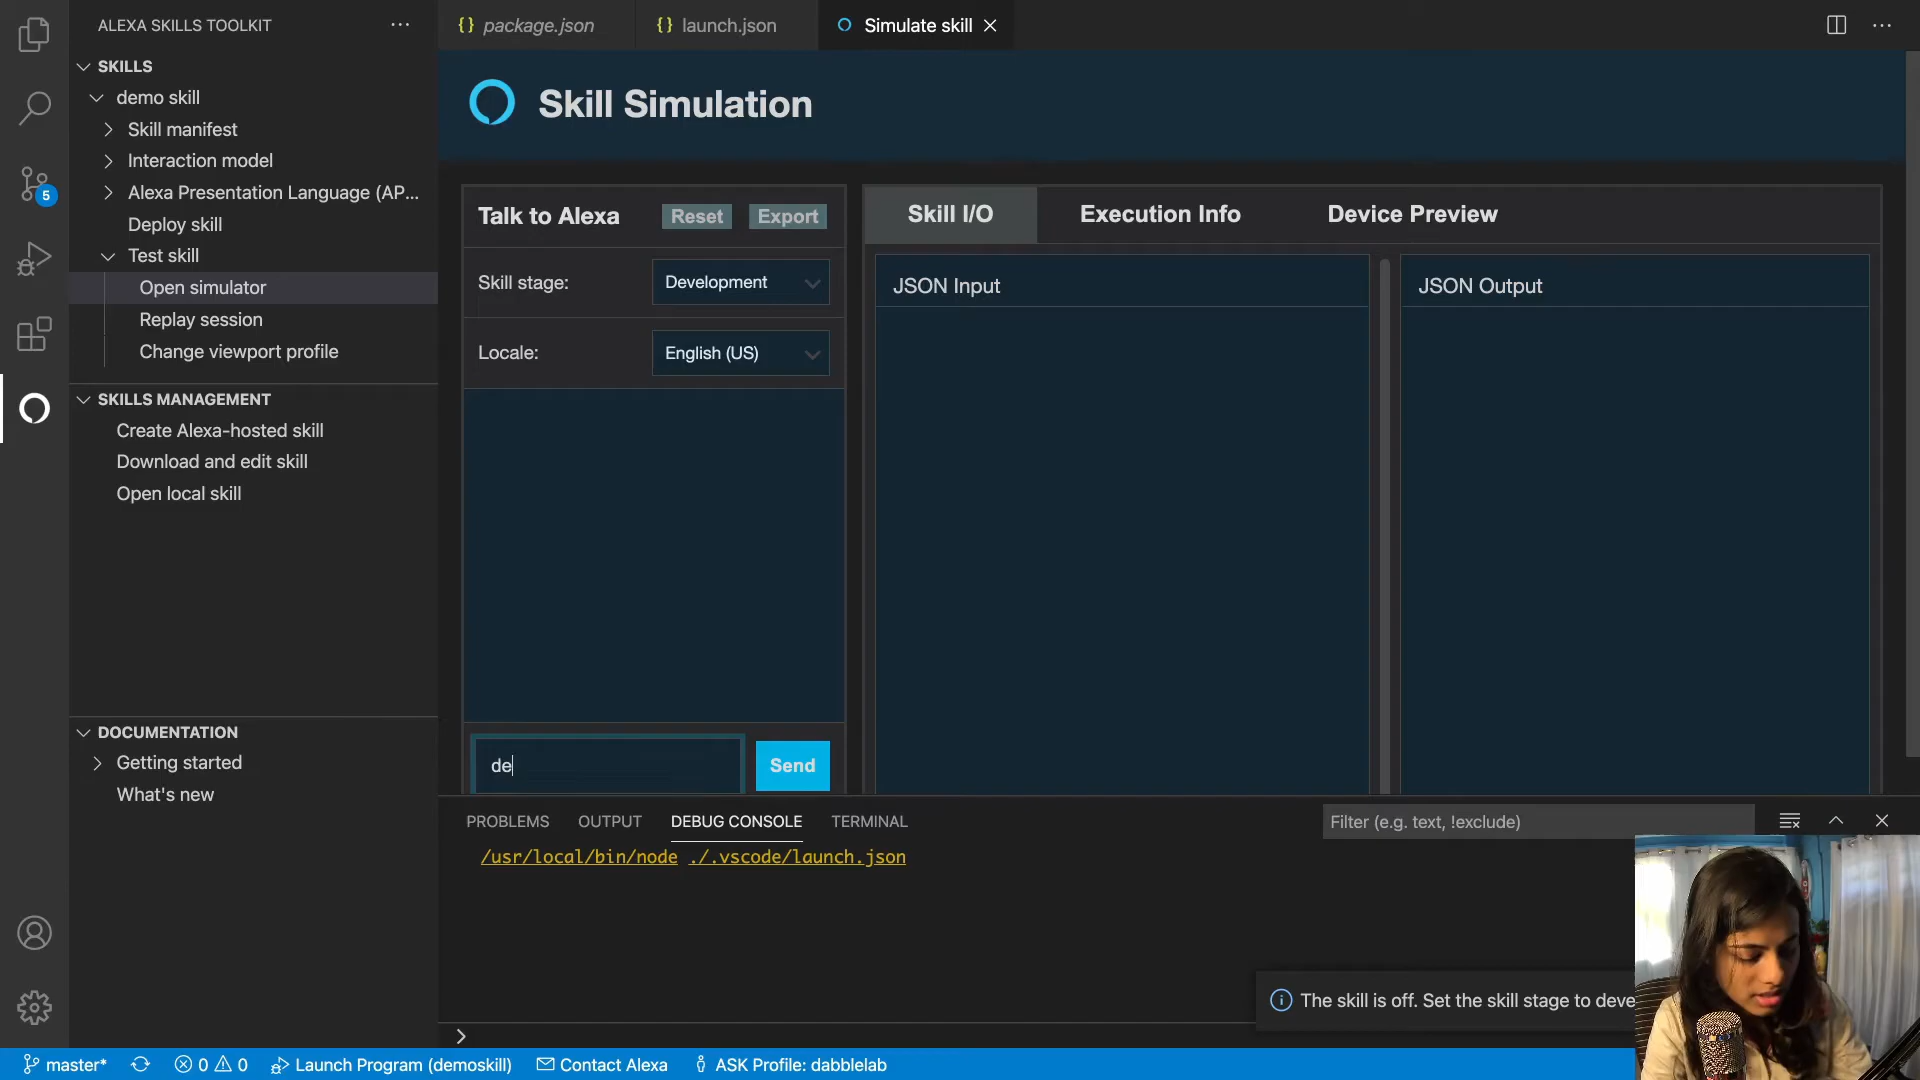 ALEXA SKILLS TOOLKIT
package.json
launch.json
Simulate skill
SKILLS
demo skill
Skill manifest
Interaction model
Alexa Presentation Language (AP...
Deploy skill
Test skill
Open simulator
Replay session
Change viewport profile
SKILLS MANAGEMENT
Create Alexa-hosted skill
Download and edit skill
Open local skill
DOCUMENTATION
Getting started
What's new
5
Skill Simulation
Talk to Alexa
Reset
Export
Skill stage:
Development
Locale:
English (US)
de
Send
Skill I/O
Execution Info
Device Preview
JSON Input
JSON Output
PROBLEMS
OUTPUT
DEBUG CONSOLE
TERMINAL
Filter (e.g. text, !exclude)
/usr/local/bin/node ./.vscode/launch.json
The skill is off. Set the skill stage to deve
master*
0
0
Launch Program (demoskill)
Contact Alexa
ASK Profile: dabblelab